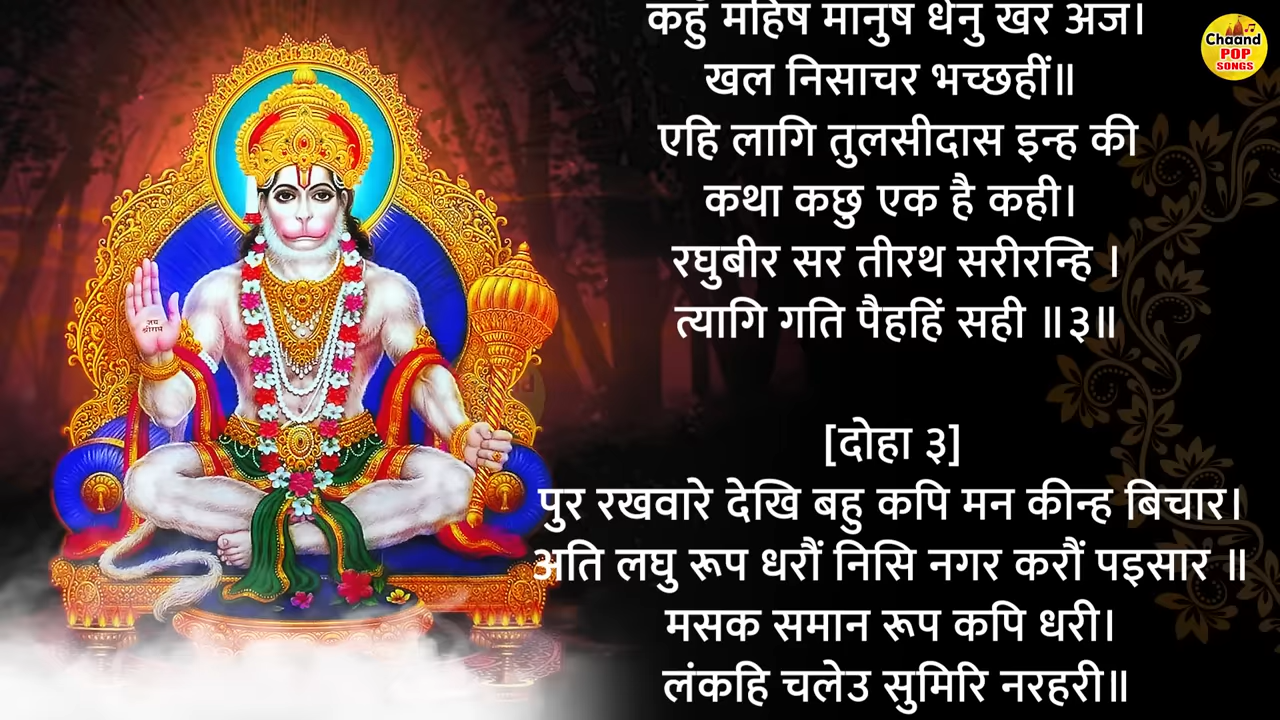 कहुँ महिष मानुष धेनु खर अज।
खल निसाचर भच्छहीं॥
एहि लागि तुलसीदास इन्ह की
कथा कछु एक है कही।
रघुबीर सर तीरथ सरीरन्हि ।
त्यागि गति पैहहिं सही ॥३॥
[दोहा ३]
पुर रखवारे देखि बहु कपि मन कीन्ह बिचार।
अति लघु रूप धरौं निसि नगर करौं पइसार ॥
मसक समान रूप कपि धरी।
लंकहि चलेउ सुमिरि नरहरी॥
Chaand
POP
SONGS
जय
श्रीराम